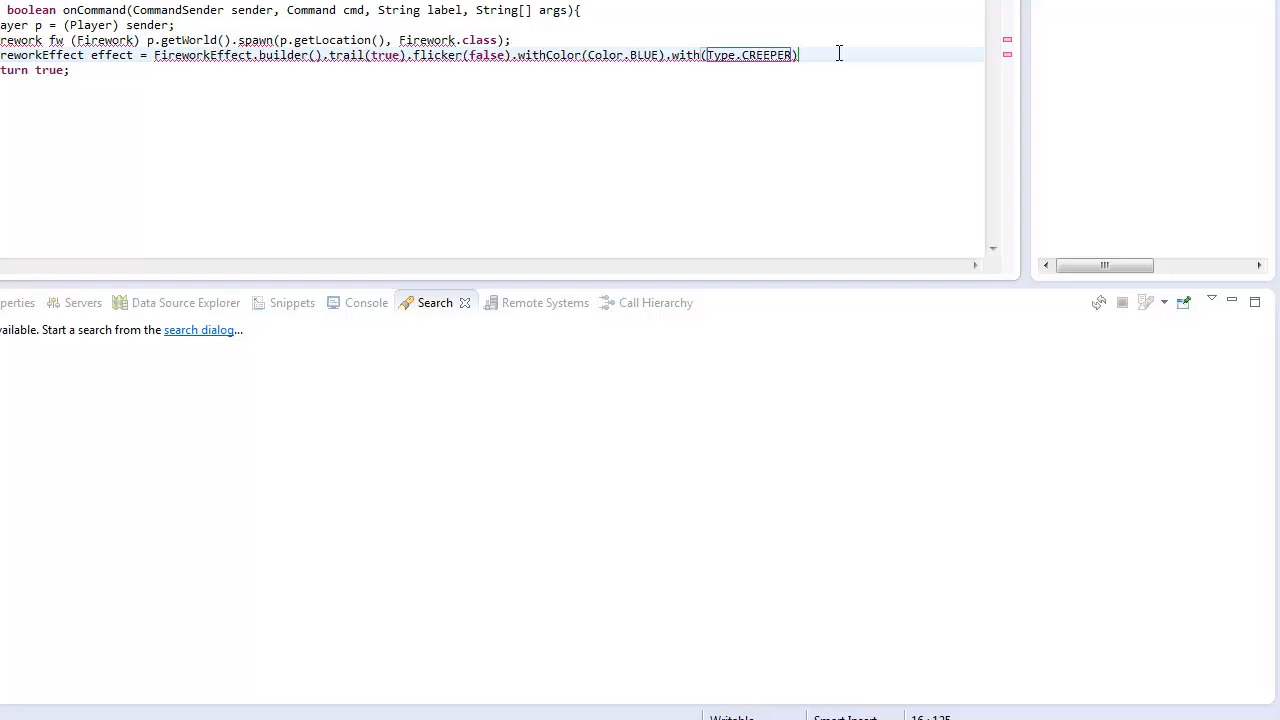 boolean onCommand(CommandSender sender, Command cmd, String label, String[] args){
ayer p = (Player) sender;
rework fw (Firework) p.getWorld().spawn(p.getLocation(), Firework.class);
reworkEffect effect = FireworkEffect.builder().trail(true).flicker(false).withColor(Color.BLUE).with(Type.CREEPER)
turn true;
perties Servers Data Source Explorer Snippets Console Search Remote Systems Call Hierarchy
vailable. Start a search from the search dialog...
Writable Smart Insert 16 : 125